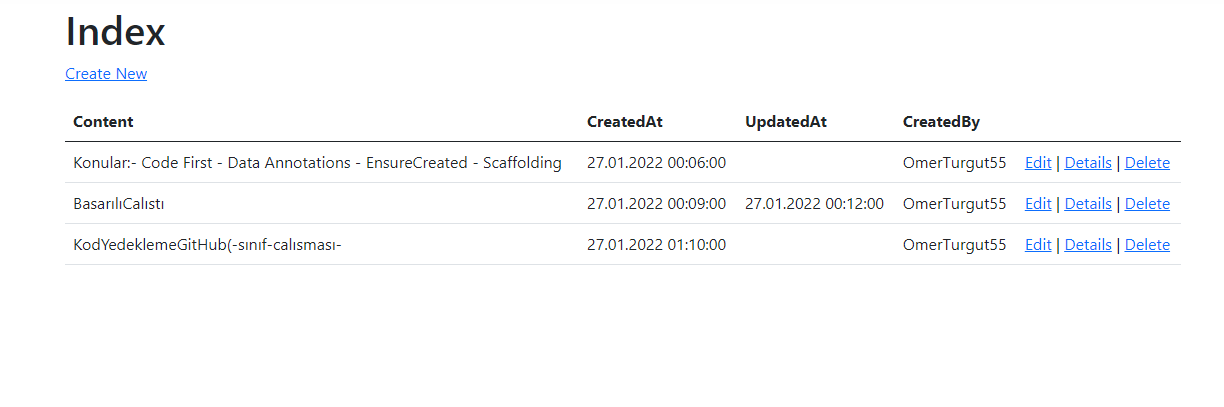 Index
Create New
Content CreatedAt UpdatedAt CreatedBy
Konular:- Code First - Data Annotations - EnsureCreated - Scaffolding 27.01.2022 00:06:00 OmerTurgut55 Edit | Details | Delete
BasarılıCalıstı 27.01.2022 00:09:00 27.01.2022 00:12:00 OmerTurgut55 Edit | Details | Delete
KodYedeklemeGitHub(-sınıf-calısması- 27.01.2022 01:10:00 OmerTurgut55 Edit | Details | Delete